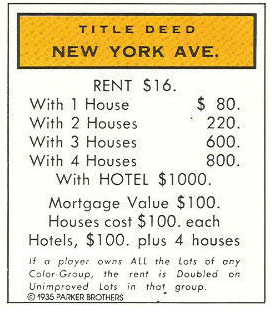 TITLE DEED
NEW YORK AVE.
RENT $16.
With 1 House $ 80.
With 2 Houses 220.
With 3 Houses 600.
With 4 Houses 800.
With HOTEL $1000.
Mortgage Value $100.
Houses cost $100. each
Hotels, $100. plus 4 houses
If a player owns ALL the Lots of any
Color-Group, the rent is Doubled on
Unimproved Lots in that group.
© 1935 PARKER BROTHERS